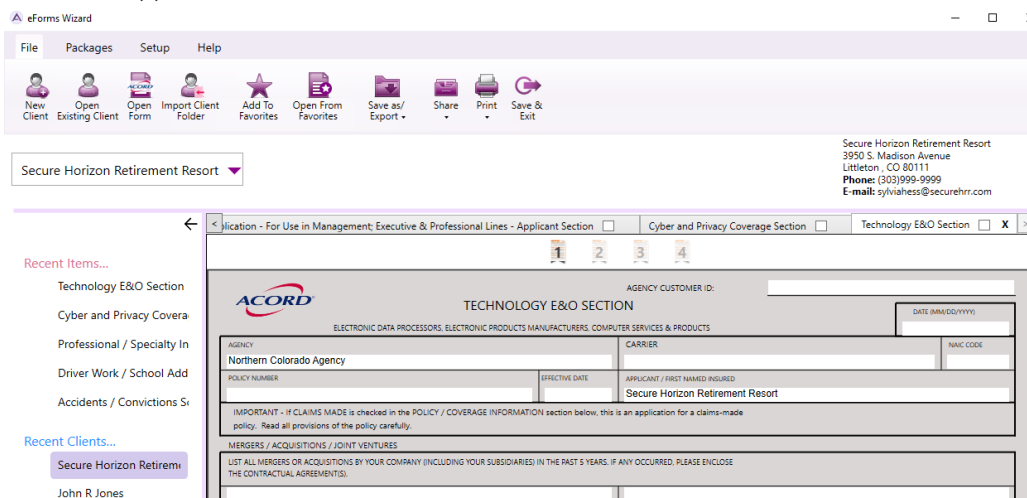 eForms Wizard
File Packages Setup Help
New Client
Open Existing Client
Open Form
Import Client Folder
Add To Favorites
Open From Favorites
Save as/ Export
Share
Print
Save & Exit
Secure Horizon Retirement Resort
Secure Horizon Retirement Resort
3950 S. Madison Avenue
Littleton , CO 80111
Phone: (303)999-9999
E-mail: sylviahess@securehrr.com
plication - For Use in Management; Executive & Professional Lines - Applicant Section
Cyber and Privacy Coverage Section
Technology E&O Section X
1 2 3 4
Recent Items...
Technology E&O Section
Cyber and Privacy Covera
Professional / Specialty In
Driver Work / School Add
Accidents / Convictions Se
Recent Clients...
Secure Horizon Retireme
John R Jones
ACORD
AGENCY CUSTOMER ID:
TECHNOLOGY E&O SECTION
ELECTRONIC DATA PROCESSORS, ELECTRONIC PRODUCTS MANUFACTURERS, COMPUTER SERVICES & PRODUCTS
DATE (MM/DD/YYYY)
AGENCY
Northern Colorado Agency
CARRIER
NAIC CODE
POLICY NUMBER
EFFECTIVE DATE
APPLICANT / FIRST NAMED INSURED
Secure Horizon Retirement Resort
IMPORTANT - If CLAIMS MADE is checked in the POLICY / COVERAGE INFORMATION section below, this is an application for a claims-made
policy. Read all provisions of the policy carefully.
MERGERS / ACQUISITIONS / JOINT VENTURES
LIST ALL MERGERS OR ACQUISITIONS BY YOUR COMPANY (INCLUDING YOUR SUBSIDIARIES) IN THE PAST 5 YEARS. IF ANY OCCURRED, PLEASE ENCLOSE
THE CONTRACTUAL AGREEMENT(S).